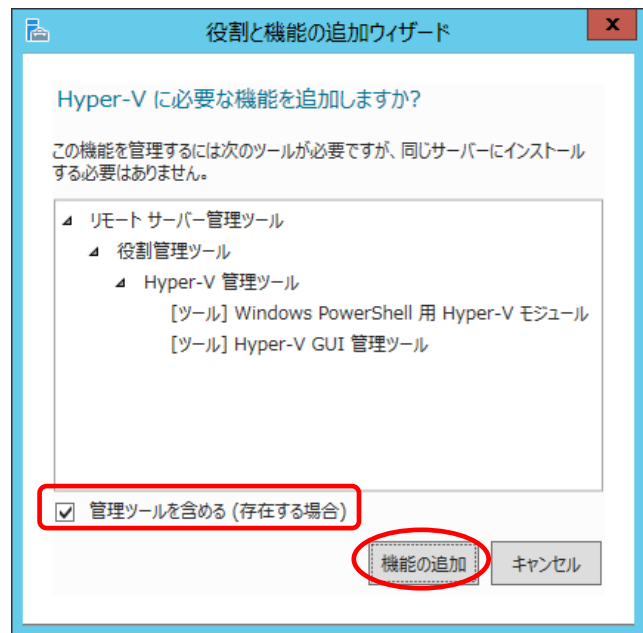 役割と機能の追加ウィザード
x
Hyper-V に必要な機能を追加しますか?
この機能を管理するには次のツールが必要ですが、同じサーバーにインストール
する必要はありません。
リモート サーバー管理ツール
役割管理ツール
Hyper-V 管理ツール
[ツール] Windows PowerShell 用 Hyper-V モジュール
[ツール] Hyper-V GUI 管理ツール
管理ツールを含める (存在する場合)
機能の追加 キャンセル